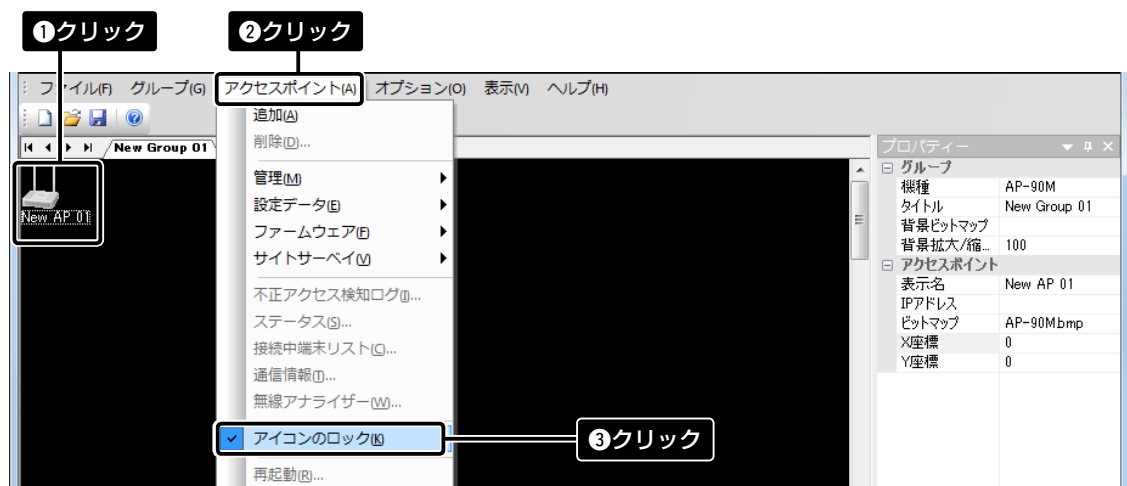 ❶クリック
❷クリック
ファイル(F) グループ(G) アクセスポイント(A) オプション(O) 表示(V) ヘルプ(H)
追加(A)
削除(D)...
New Group 01
管理(M)
設定データ(E)
ファームウェア(F)
サイトサーベイ(V)
不正アクセス検知ログ(I)...
ステータス(S)...
接続中端末リスト(C)...
通信情報(T)...
無線アナライザー(W)...
アイコンのロック(K)
❸クリック
再起動(R)...
New AP 01
プロパティー
グループ
機種 AP-90M
タイトル New Group 01
背景ビットマップ
背景拡大/縮... 100
アクセスポイント
表示名 New AP 01
IPアドレス
ビットマップ AP-90M.bmp
X座標 0
Y座標 0